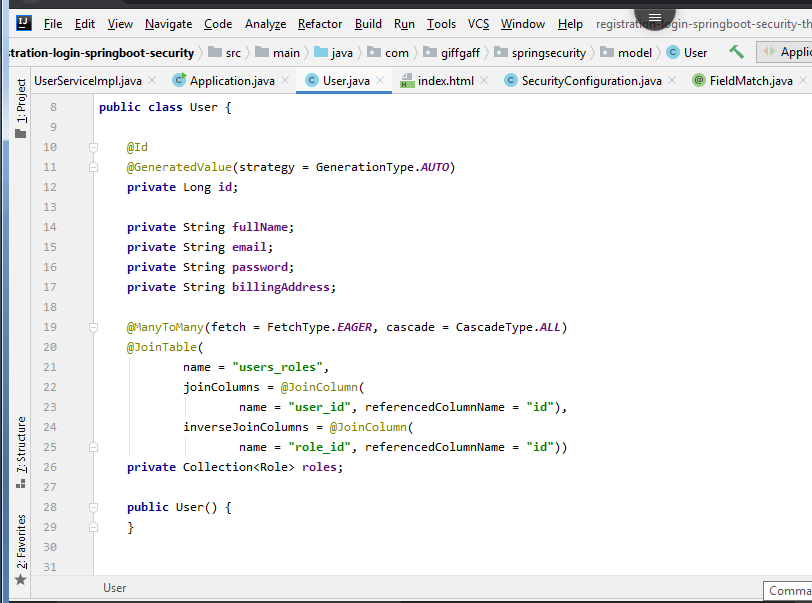 File Edit View Navigate Code Analyze Refactor Build Run Tools VCS Window Help registration-login-springboot-security-th
stration-login-springboot-security src main java com giffgaff springsecurity model User Applic
UserServiceImpl.java Application.java User.java index.html SecurityConfiguration.java FieldMatch.java
1: Project
7: Structure
2: Favorites
8 public class User {
9
10 @Id
11 @GeneratedValue(strategy = GenerationType.AUTO)
12 private Long id;
13
14 private String fullName;
15 private String email;
16 private String password;
17 private String billingAddress;
18
19 @ManyToMany(fetch = FetchType.EAGER, cascade = CascadeType.ALL)
20 @JoinTable(
21 name = "users_roles",
22 joinColumns = @JoinColumn(
23 name = "user_id", referencedColumnName = "id"),
24 inverseJoinColumns = @JoinColumn(
25 name = "role_id", referencedColumnName = "id"))
26 private Collection<Role> roles;
27
28 public User() {
29 }
30
31
User
Comma